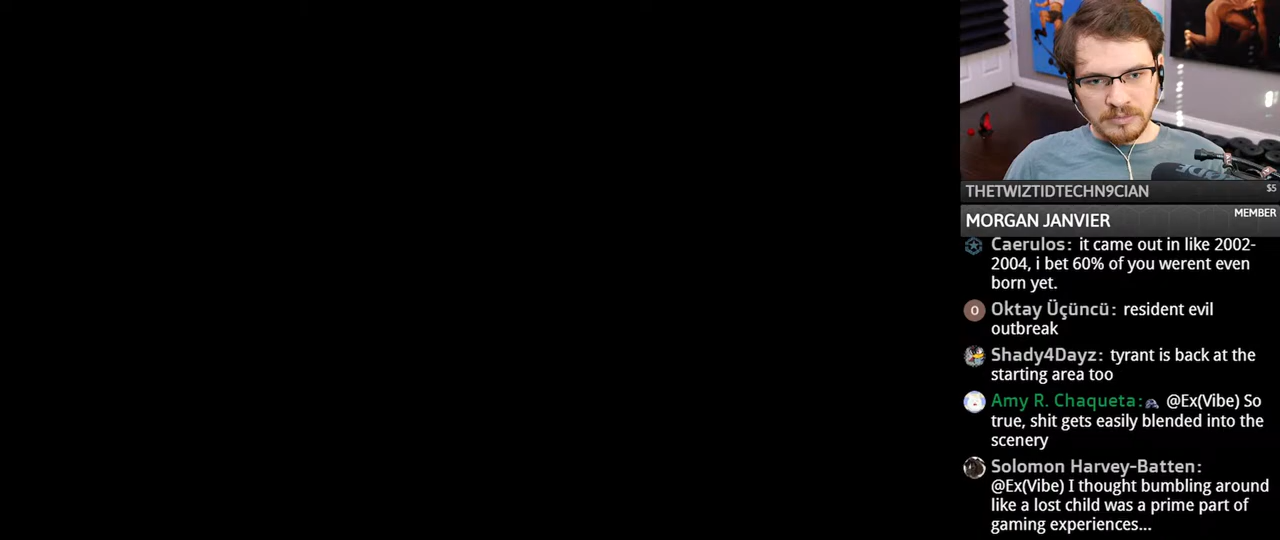 THETWIZTIDTECHN9CIAN $5
MORGAN JANVIER MEMBER
Caerulos: it came out in like 2002-
2004, i bet 60% of you werent even
born yet.
O Oktay Üçüncü: resident evil
outbreak
Shady4Dayz: tyrant is back at the
starting area too
Amy R. Chaqueta: @Ex(Vibe) So
true, shit gets easily blended into the
scenery
Solomon Harvey-Batten:
@Ex(Vibe) I thought bumbling around
like a lost child was a prime part of
gaming experiences...